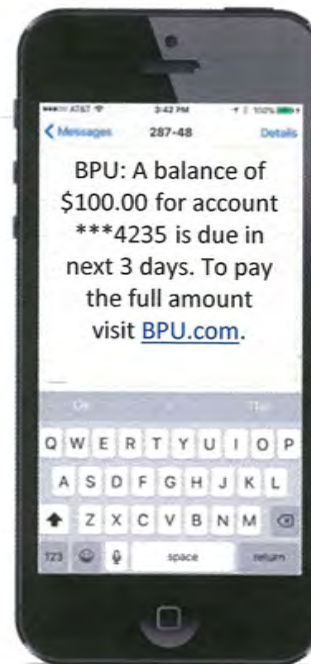 AT&T 3:42 PM 100%
Messages 287-48 Details
BPU: A balance of
$100.00 for account
***4235 is due in
next 3 days. To pay
the full amount
visit BPU.com.
Q W E R T Y U I O P
A S D F G H J K L
Z X C V B N M
123 space return